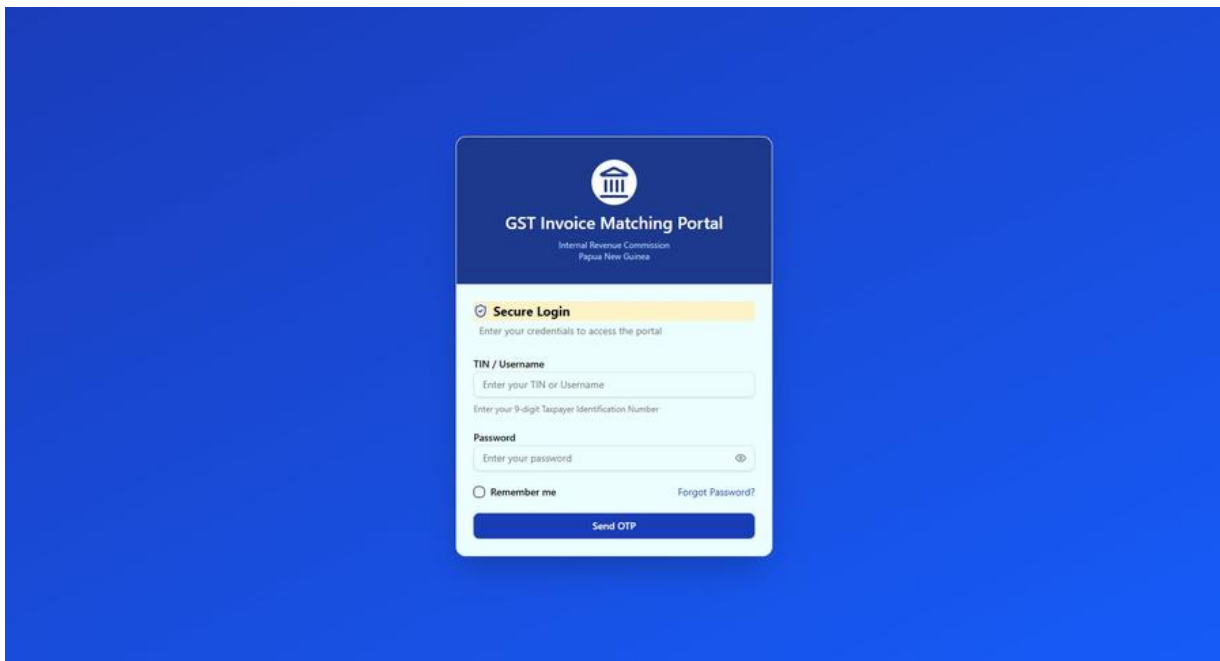 GST Invoice Matching Portal
Internal Revenue Commission
Papua New Guinea
Secure Login
Enter your credentials to access the portal
TIN / Username
Enter your TIN or Username
Enter your 9-digit Taxpayer Identification Number
Password
Enter your password
Remember me Forgot Password?
Send OTP